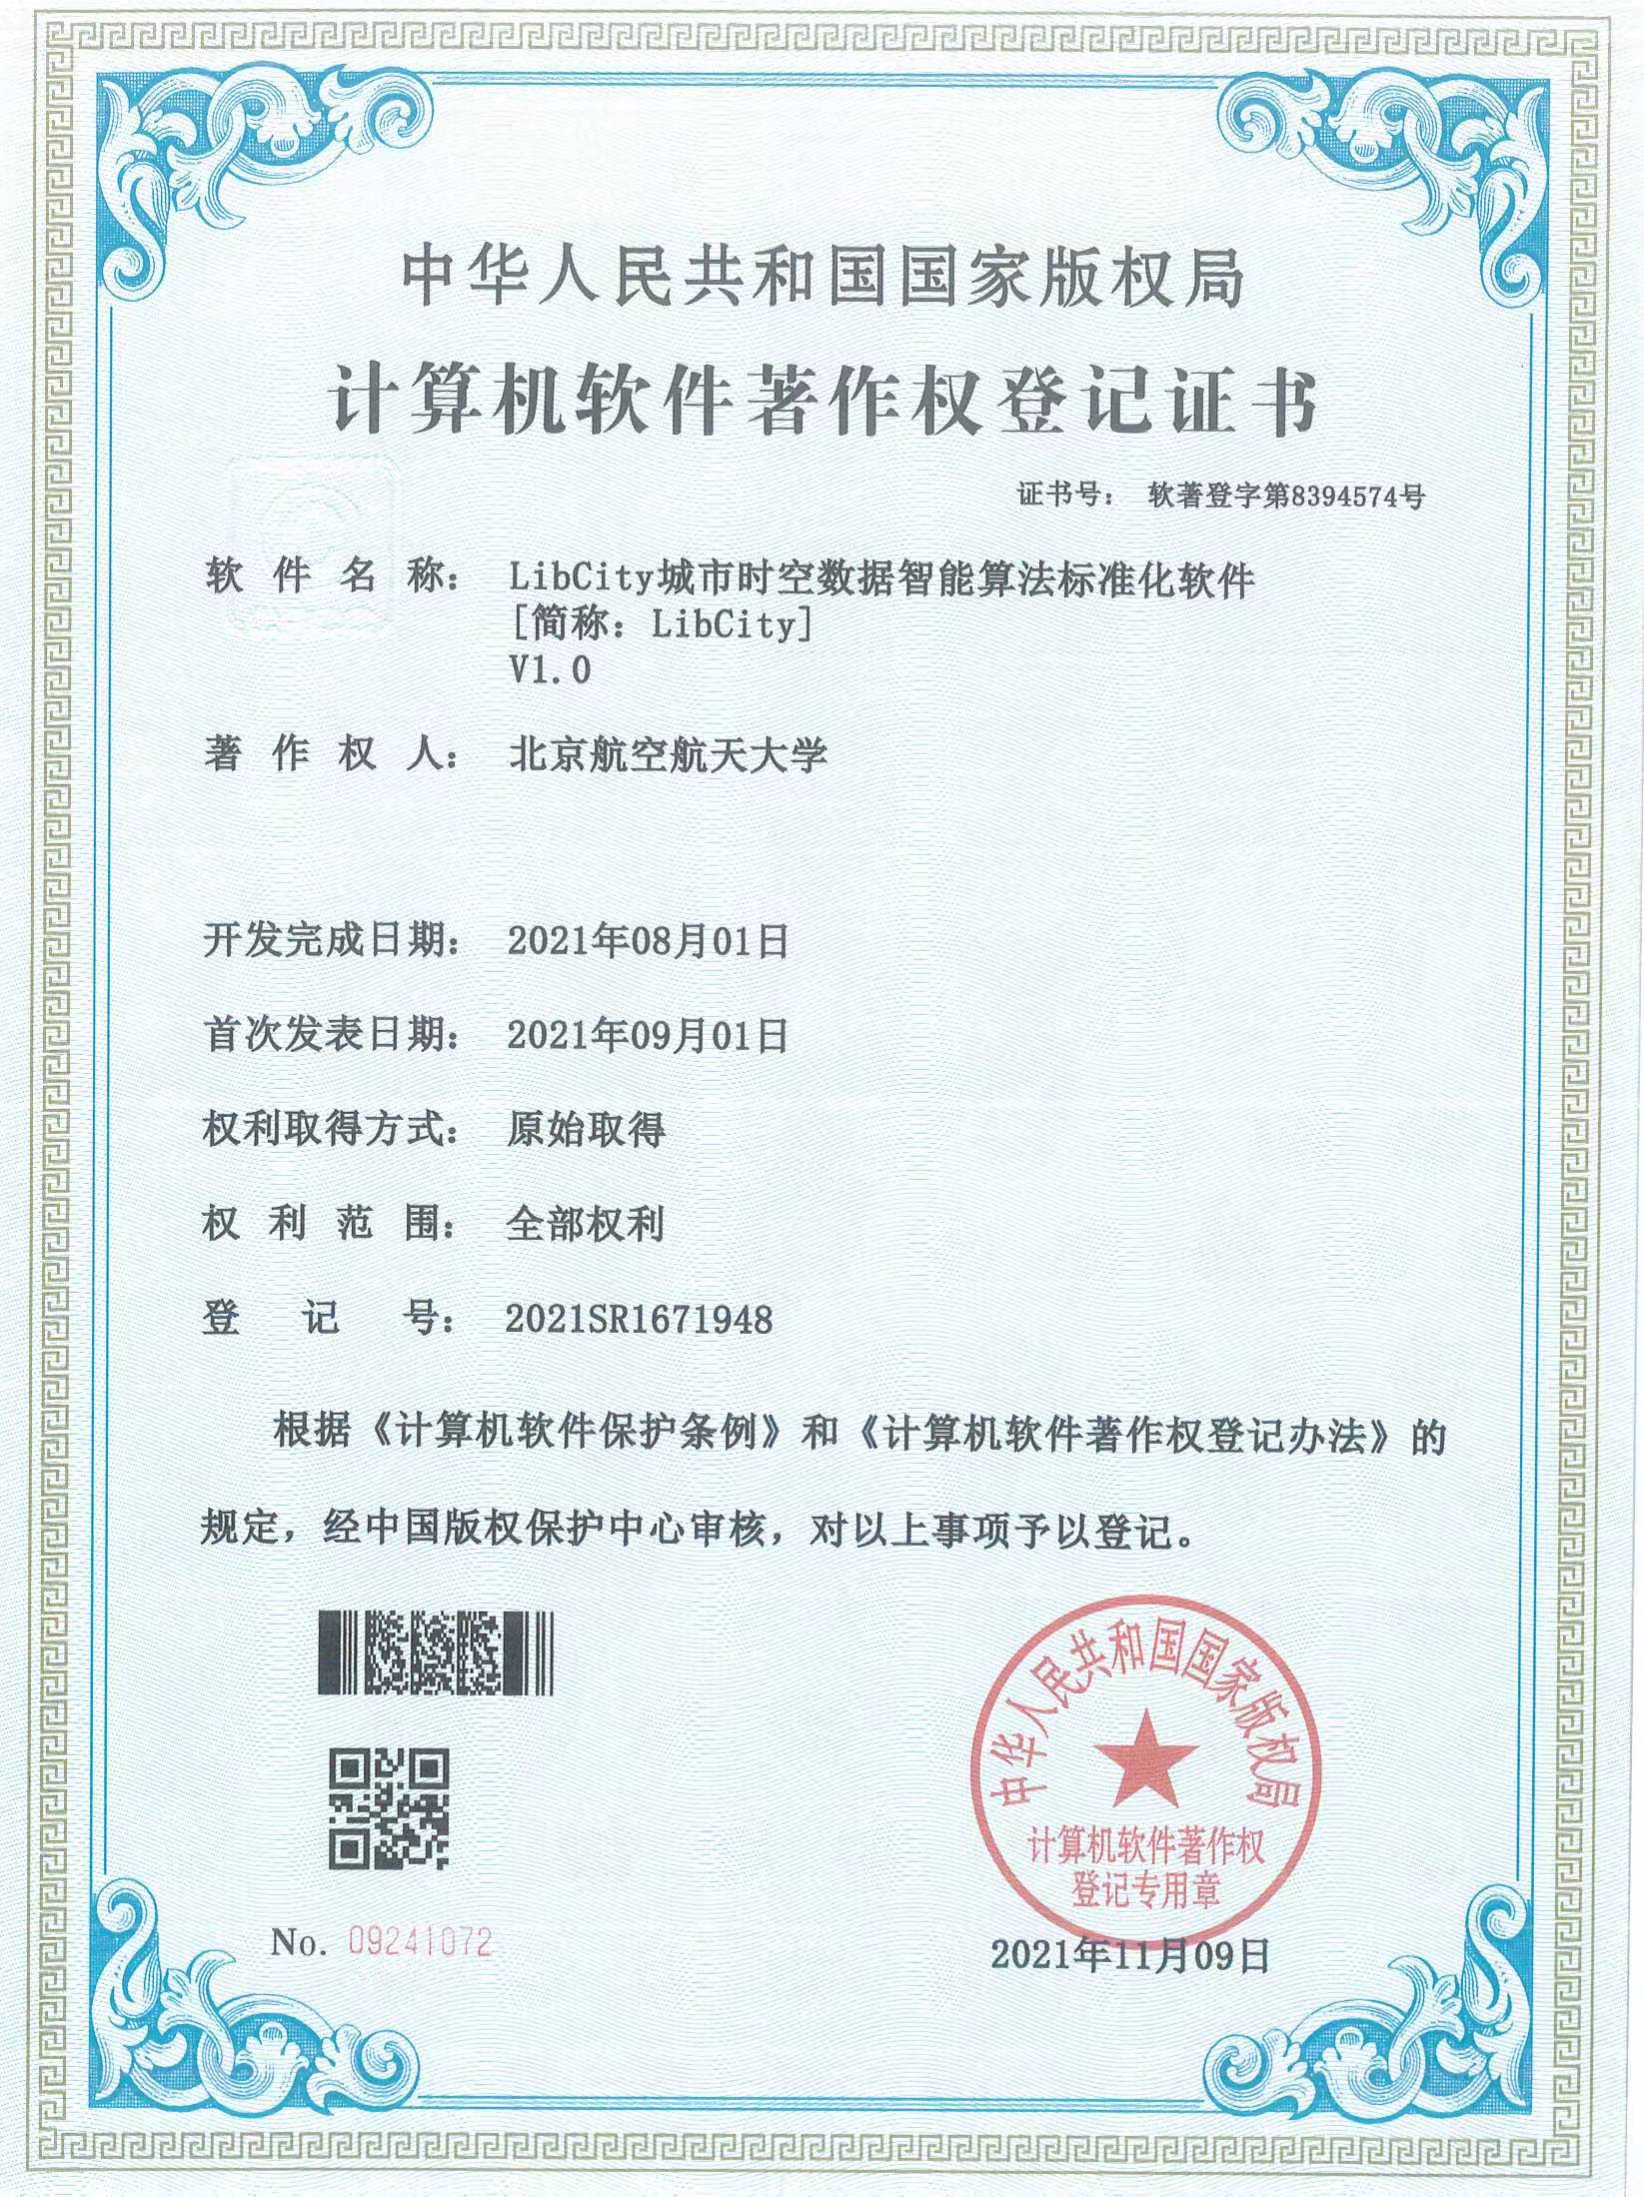 中华人民共和国国家版权局
计算机软件著作权登记证书
证书号： 软著登字第8394574号
软件名称： LibCity城市时空数据智能算法标准化软件
[简称：LibCity]
V1.0
著作权人： 北京航空航天大学
开发完成日期： 2021年08月01日
首次发表日期： 2021年09月01日
权利取得方式： 原始取得
权利范围： 全部权利
登记号： 2021SR1671948
根据《计算机软件保护条例》和《计算机软件著作权登记办法》的
规定，经中国版权保护中心审核，对以上事项予以登记。
中华人民共和国国家版权局
计算机软件著作权
登记专用章
No. 09241072
2021年11月09日